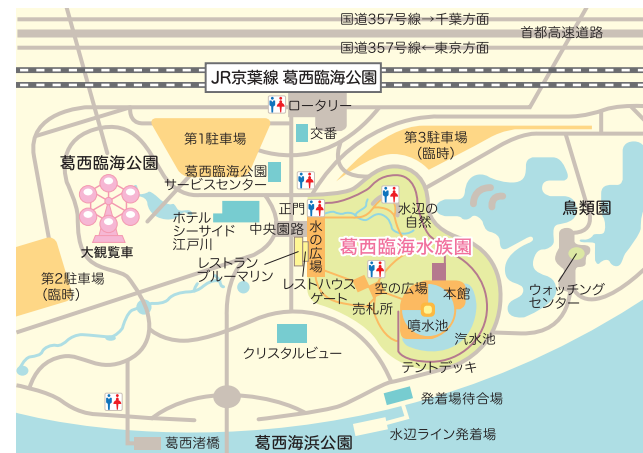 国道357号線→千葉方面
首都高速道路
国道357号線←東京方面
JR京葉線 葛西臨海公園
ロータリー
交番
第1駐車場
第3駐車場
(臨時)
葛西臨海公園
葛西臨海公園
サービスセンター
正門
水辺の
自然
鳥類園
ホテル
シーサイド
江戸川
中央園路
水の広場
葛西臨海水族園
大観覧車
レストラン
ブルーマリン
レストハウス
ゲート
第2駐車場
(臨時)
空の広場
本館
売札所
ウォッチング
センター
噴水池
汽水池
クリスタルビュー
テントデッキ
発着場待合場
水辺ライン発着場
葛西渚橋
葛西海浜公園